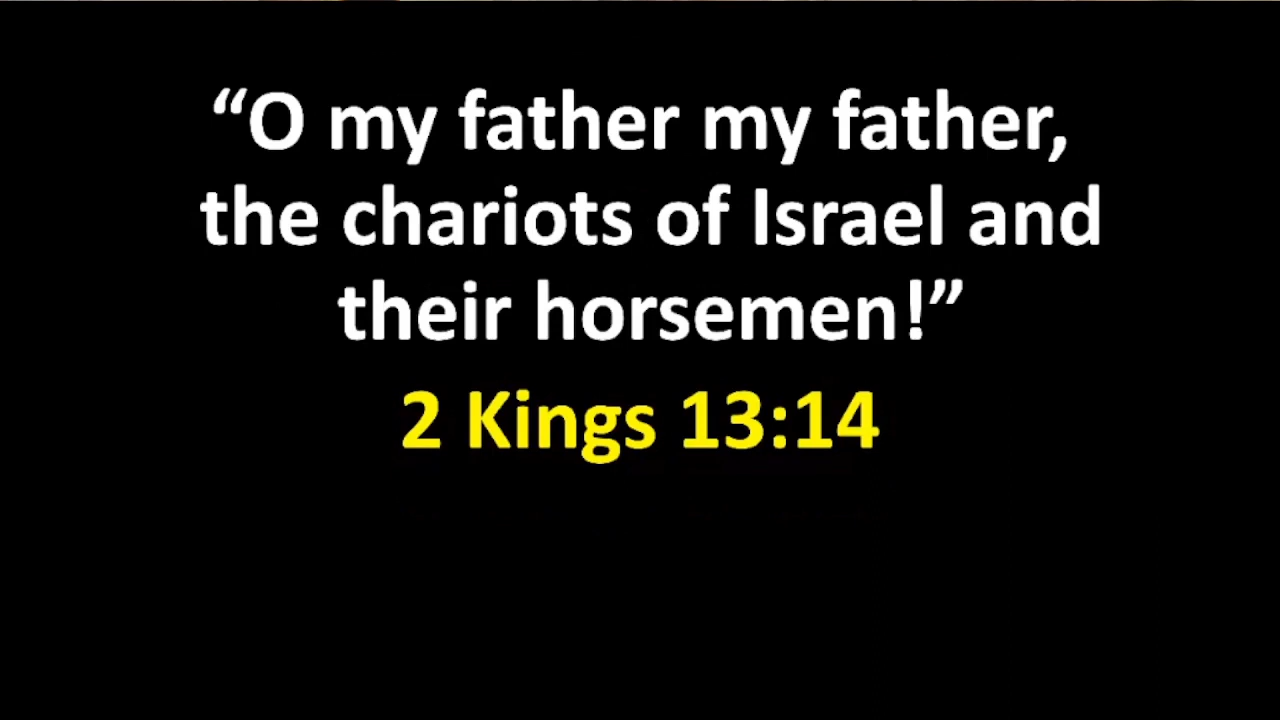 “O my father my father,
the chariots of Israel and
their horsemen!”
2 Kings 13:14